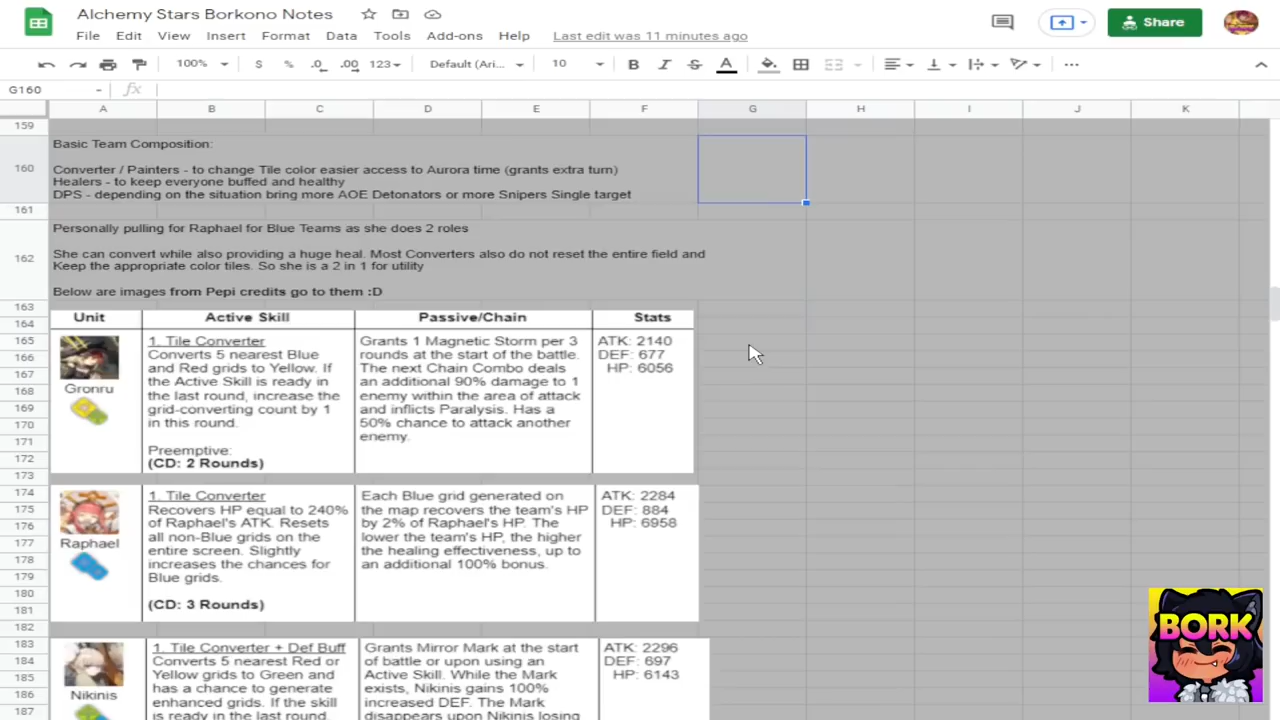 Alchemy Stars Borkono Notes
File Edit View Insert Format Data Tools Add-ons Help Last edit was 11 minutes ago
Share
100% $ % .0 .00 123 Default (Ari... 10 B I S A
G160 fx
A B C D E F G H I J K
159
160
Basic Team Composition:
Converter / Painters - to change Tile color easier access to Aurora time (grants extra turn)
Healers - to keep everyone buffed and healthy
DPS - depending on the situation bring more AOE Detonators or more Snipers Single target
161
162
Personally pulling for Raphael for Blue Teams as she does 2 roles
She can convert while also providing a huge heal. Most Converters also do not reset the entire field and
Keep the appropriate color tiles. So she is a 2 in 1 for utility
Below are images from Pepi credits go to them :D
163
164
165
166
167
168
169
170
171
172
173
174
175
176
177
178
179
180
181
182
183
184
185
186
187
Unit Active Skill Passive/Chain Stats
Gronru
1. Tile Converter
Converts 5 nearest Blue
and Red grids to Yellow. If
the Active Skill is ready in
the last round, increase the
grid-converting count by 1
in this round.
Preemptive:
(CD: 2 Rounds)
Grants 1 Magnetic Storm per 3
rounds at the start of the battle.
The next Chain Combo deals
an additional 90% damage to 1
enemy within the area of attack
and inflicts Paralysis. Has a
50% chance to attack another
enemy.
ATK: 2140
DEF: 677
HP: 6056
Raphael
1. Tile Converter
Recovers HP equal to 240%
of Raphael's ATK. Resets
all non-Blue grids on the
entire screen. Slightly
increases the chances for
Blue grids.
(CD: 3 Rounds)
Each Blue grid generated on
the map recovers the team's HP
by 2% of Raphael's HP. The
lower the team's HP, the higher
the healing effectiveness, up to
an additional 100% bonus.
ATK: 2284
DEF: 884
HP: 6958
Nikinis
1. Tile Converter + Def Buff
Converts 5 nearest Red or
Yellow grids to Green and
has a chance to generate
enhanced grids. If the skill
is ready in the last round,
Grants Mirror Mark at the start
of battle or upon using an
Active Skill. While the Mark
exists, Nikinis gains 100%
increased DEF. The Mark
disappears upon Nikinis losing
ATK: 2296
DEF: 697
HP: 6143
BORK